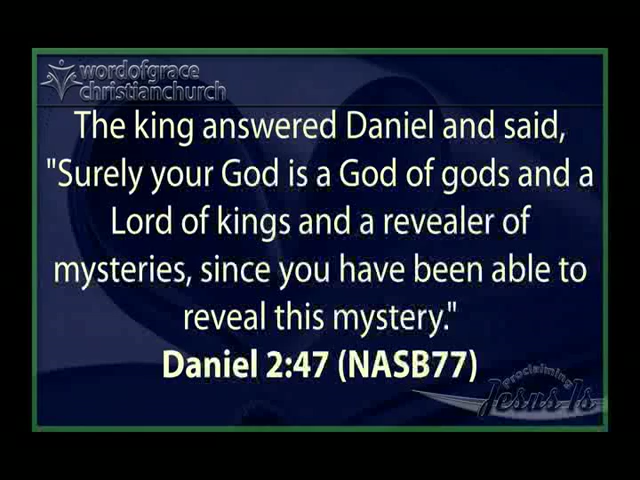 wordofgrace
christianchurch
The king answered Daniel and said,
"Surely your God is a God of gods and a
Lord of kings and a revealer of
mysteries, since you have been able to
reveal this mystery."
Daniel 2:47 (NASB77)
Proclaiming
Jesus Is